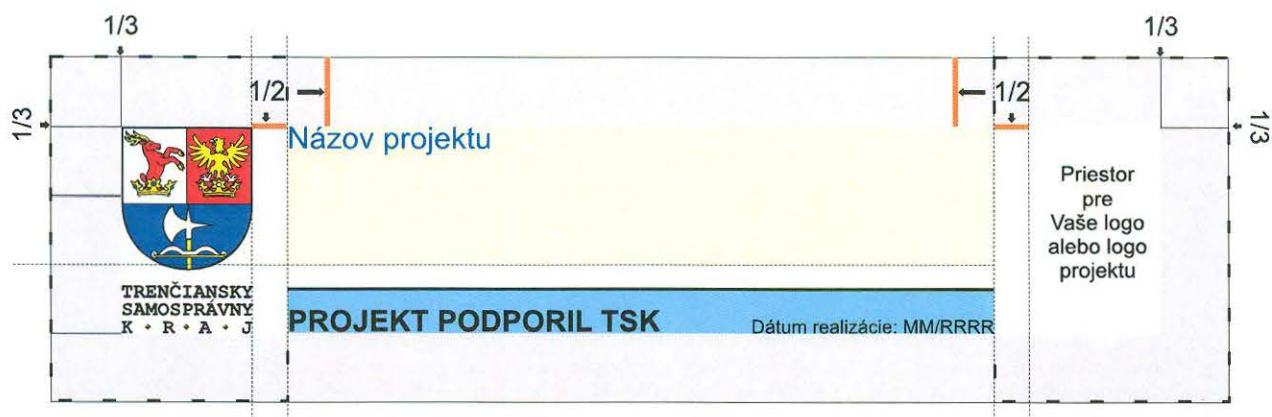 1/3
1/3
1/2
1/2
1/3
1/3
Názov projektu
Priestor
pre
Vaše logo
alebo logo
projektu
TRENČIANSKY
SAMOSPRÁVNY
K • R • A • J
PROJEKT PODPORIL TSK
Dátum realizácie: MM/RRRR